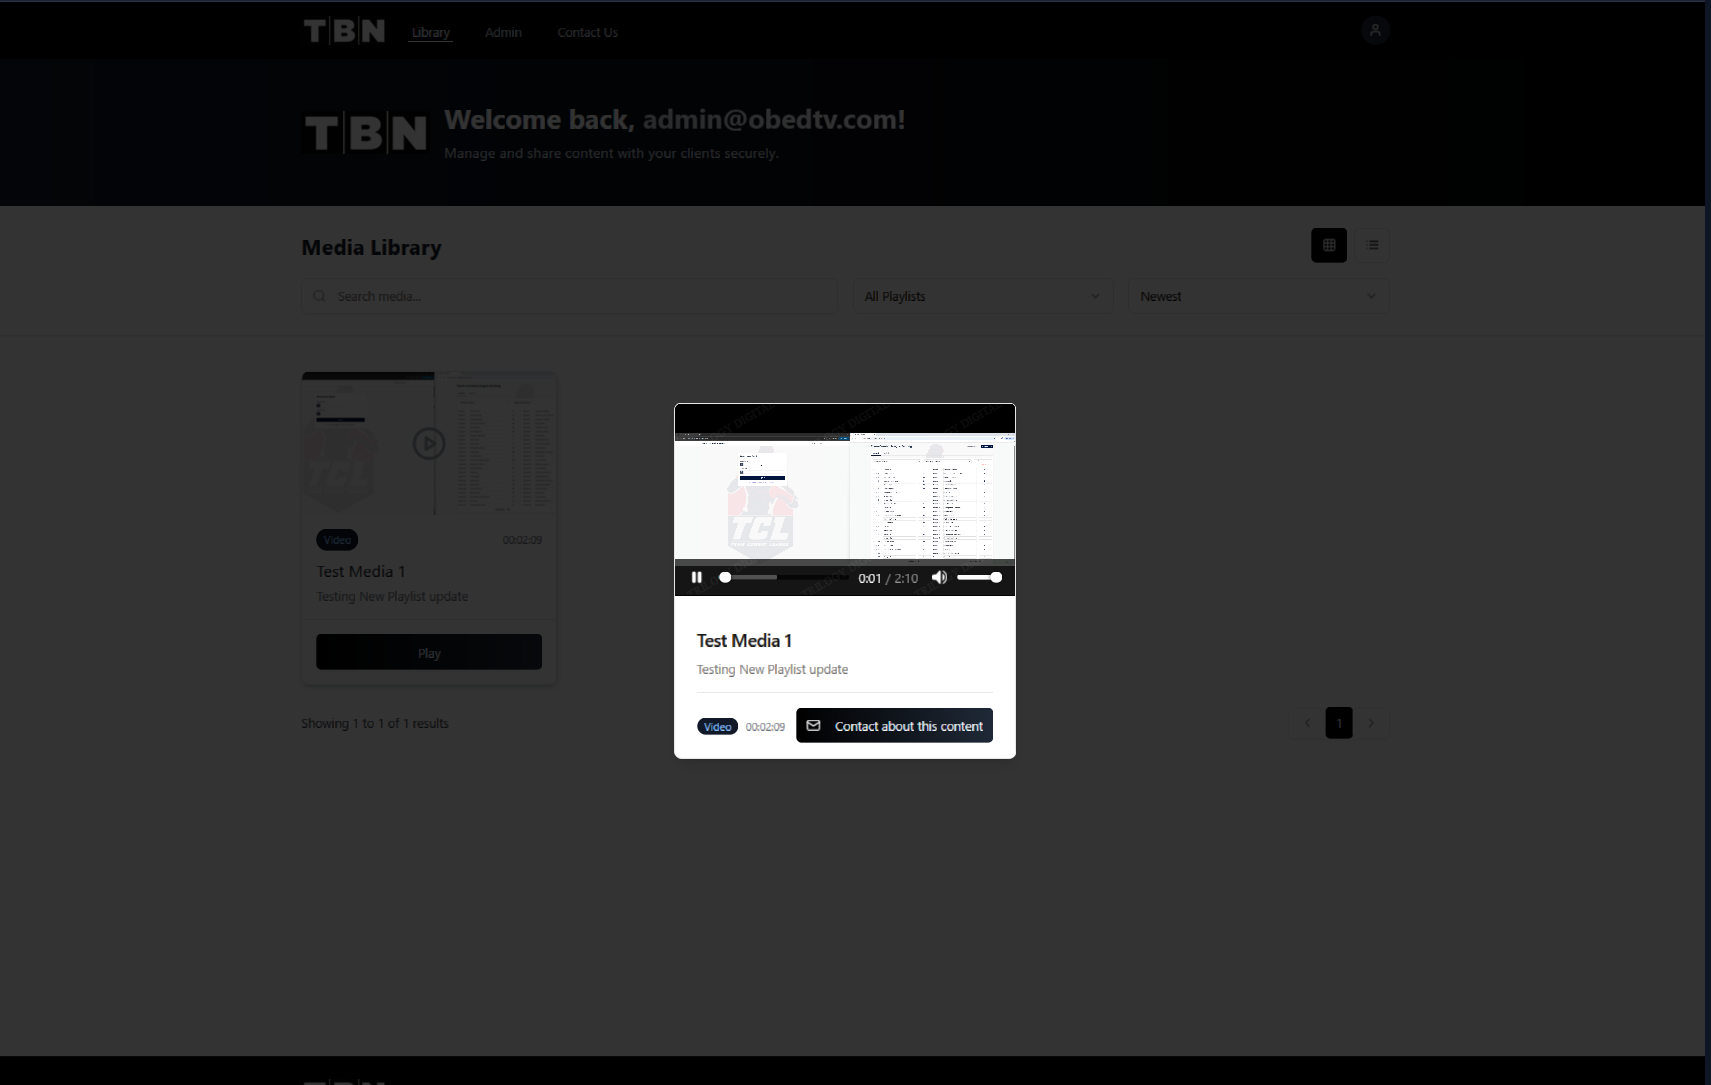 T|B|N
Library
Admin
Contact Us
T|B|N
Welcome back, admin@obedtv.com!
Manage and share content with your clients securely.
Media Library
Search media...
All Playlists
Newest
TCL
Video
00:02:09
Test Media 1
Testing New Playlist update
Play
TCL
0:01 / 2:10
Test Media 1
Testing New Playlist update
Video
00:02:09
Contact about this content
Showing 1 to 1 of 1 results
1